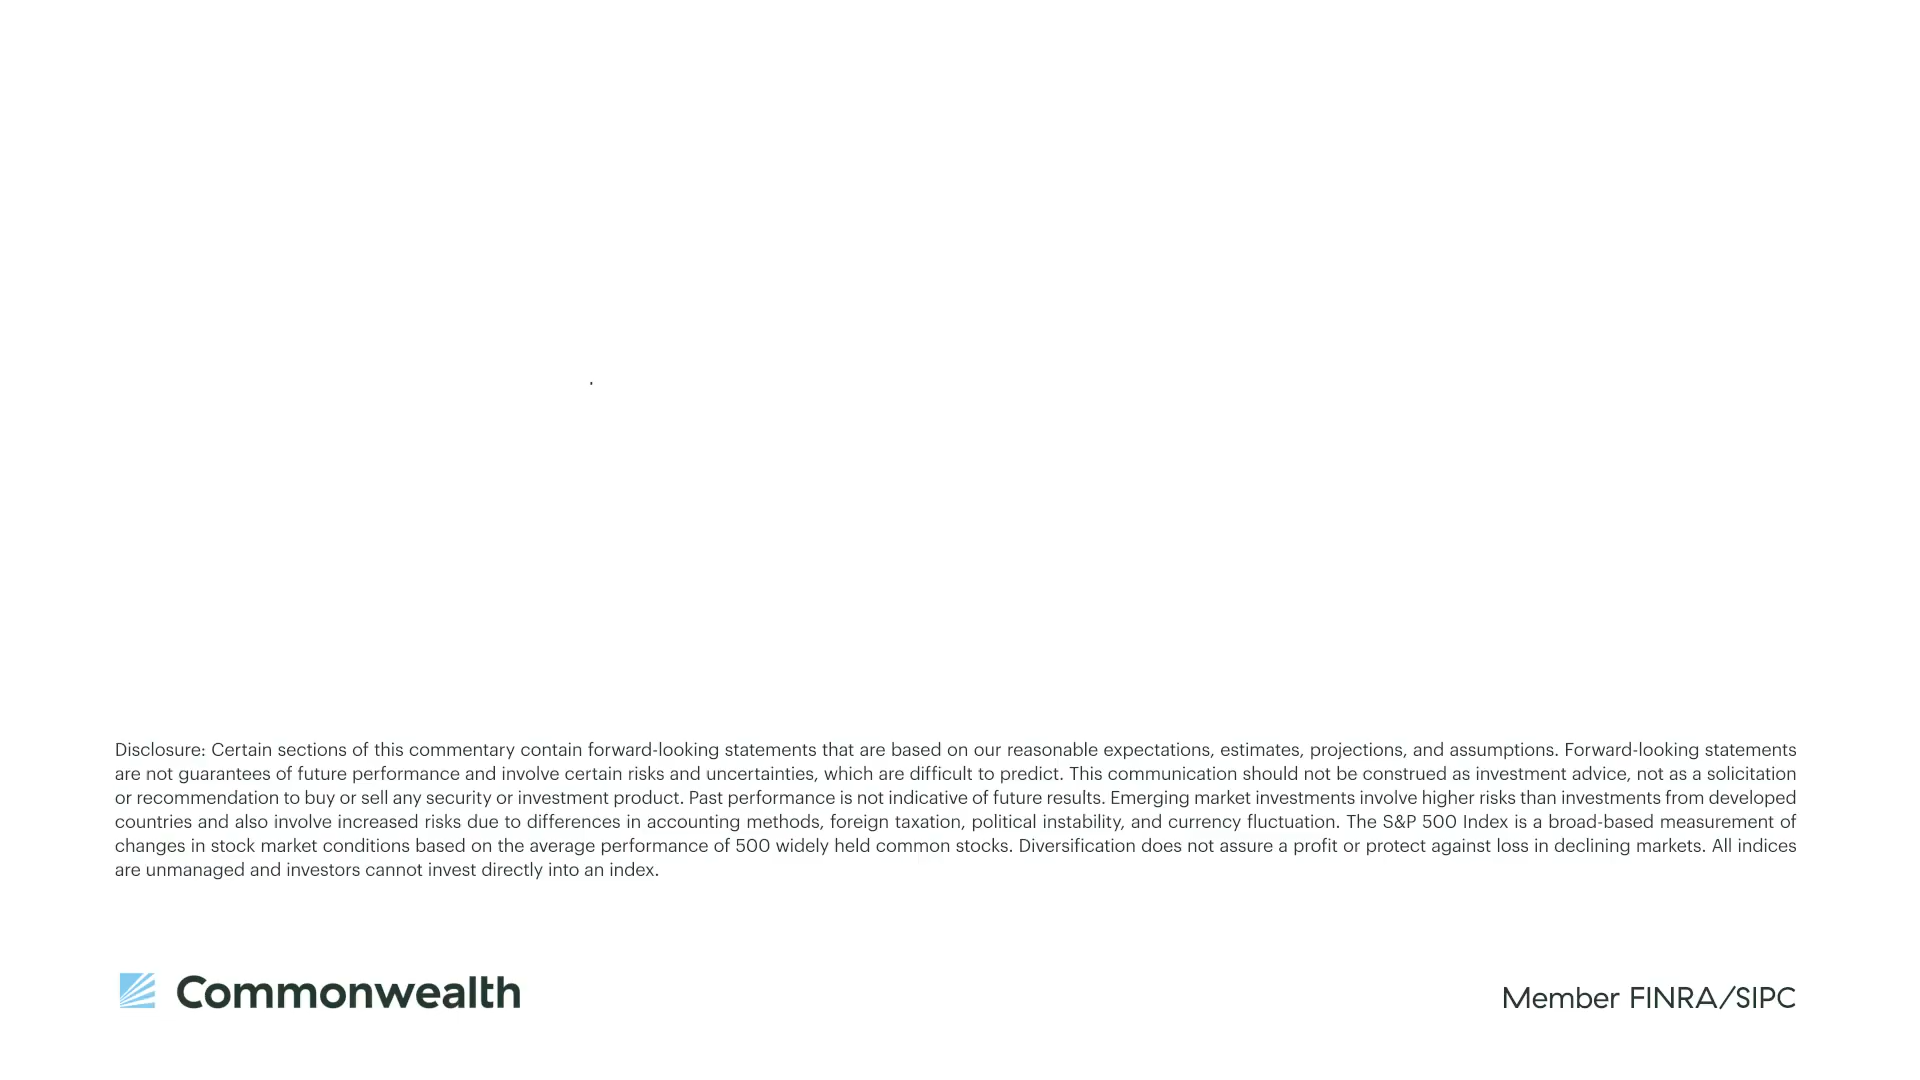 .
Disclosure: Certain sections of this commentary contain forward-looking statements that are based on our reasonable expectations, estimates, projections, and assumptions. Forward-looking statements
are not guarantees of future performance and involve certain risks and uncertainties, which are difficult to predict. This communication should not be construed as investment advice, not as a solicitation
or recommendation to buy or sell any security or investment product. Past performance is not indicative of future results. Emerging market investments involve higher risks than investments from developed
countries and also involve increased risks due to differences in accounting methods, foreign taxation, political instability, and currency fluctuation. The S&P 500 Index is a broad-based measurement of
changes in stock market conditions based on the average performance of 500 widely held common stocks. Diversification does not assure a profit or protect against loss in declining markets. All indices
are unmanaged and investors cannot invest directly into an index.
Commonwealth
Member FINRA/SIPC